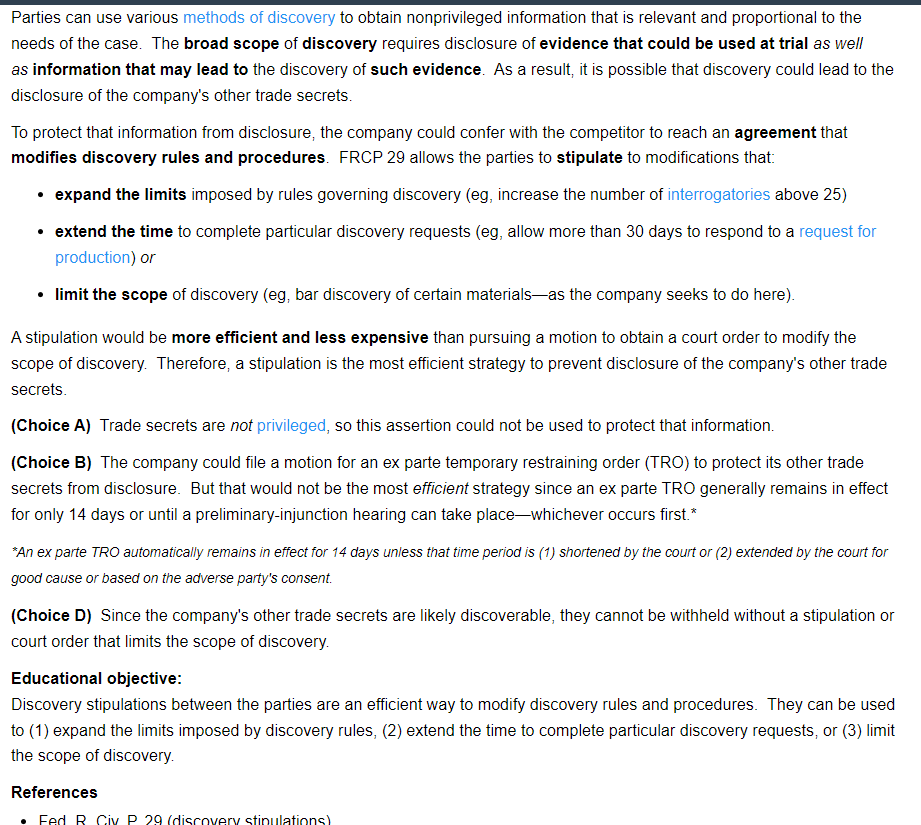 Parties can use various methods of discovery to obtain nonprivileged information that is relevant and proportional to the
needs of the case.  The broad scope of discovery requires disclosure of evidence that could be used at trial as well
as information that may lead to the discovery of such evidence.  As a result, it is possible that discovery could lead to the
disclosure of the company's other trade secrets.
To protect that information from disclosure, the company could confer with the competitor to reach an agreement that
modifies discovery rules and procedures.  FRCP 29 allows the parties to stipulate to modifications that:
• expand the limits imposed by rules governing discovery (eg, increase the number of interrogatories above 25)
• extend the time to complete particular discovery requests (eg, allow more than 30 days to respond to a request for
production) or
• limit the scope of discovery (eg, bar discovery of certain materials—as the company seeks to do here).
A stipulation would be more efficient and less expensive than pursuing a motion to obtain a court order to modify the
scope of discovery.  Therefore, a stipulation is the most efficient strategy to prevent disclosure of the company's other trade
secrets.
(Choice A)  Trade secrets are not privileged, so this assertion could not be used to protect that information.
(Choice B)  The company could file a motion for an ex parte temporary restraining order (TRO) to protect its other trade
secrets from disclosure.  But that would not be the most efficient strategy since an ex parte TRO generally remains in effect
for only 14 days or until a preliminary-injunction hearing can take place—whichever occurs first.*
*An ex parte TRO automatically remains in effect for 14 days unless that time period is (1) shortened by the court or (2) extended by the court for
good cause or based on the adverse party's consent.
(Choice D)  Since the company's other trade secrets are likely discoverable, they cannot be withheld without a stipulation or
court order that limits the scope of discovery.
Educational objective:
Discovery stipulations between the parties are an efficient way to modify discovery rules and procedures.  They can be used
to (1) expand the limits imposed by discovery rules, (2) extend the time to complete particular discovery requests, or (3) limit
the scope of discovery.
References
• Fed. R. Civ. P. 29 (discovery stipulations)